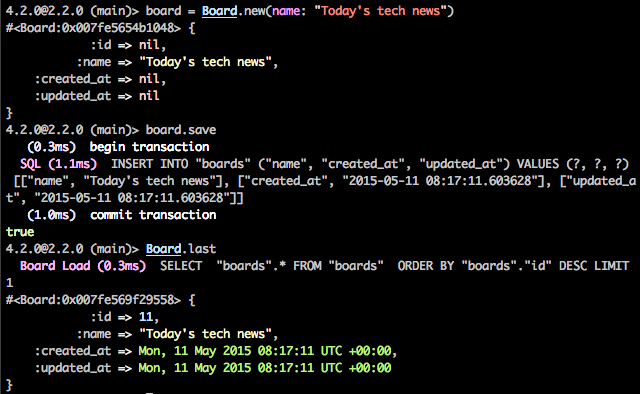 4.2.0@2.2.0 (main)> board = Board.new(name: "Today's tech news")
#<Board:0x007fe5654b1048> {
:id => nil,
:name => "Today's tech news",
:created_at => nil,
:updated_at => nil
}
4.2.0@2.2.0 (main)> board.save
(0.3ms)  begin transaction
SQL (1.1ms)  INSERT INTO "boards" ("name", "created_at", "updated_at") VALUES (?, ?, ?)
[["name", "Today's tech news"], ["created_at", "2015-05-11 08:17:11.603628"], ["updated_a
t", "2015-05-11 08:17:11.603628"]]
(1.0ms)  commit transaction
true
4.2.0@2.2.0 (main)> Board.last
Board Load (0.3ms)  SELECT  "boards".* FROM "boards"  ORDER BY "boards"."id" DESC LIMIT
1
#<Board:0x007fe569f29558> {
:id => 11,
:name => "Today's tech news",
:created_at => Mon, 11 May 2015 08:17:11 UTC +00:00,
:updated_at => Mon, 11 May 2015 08:17:11 UTC +00:00
}